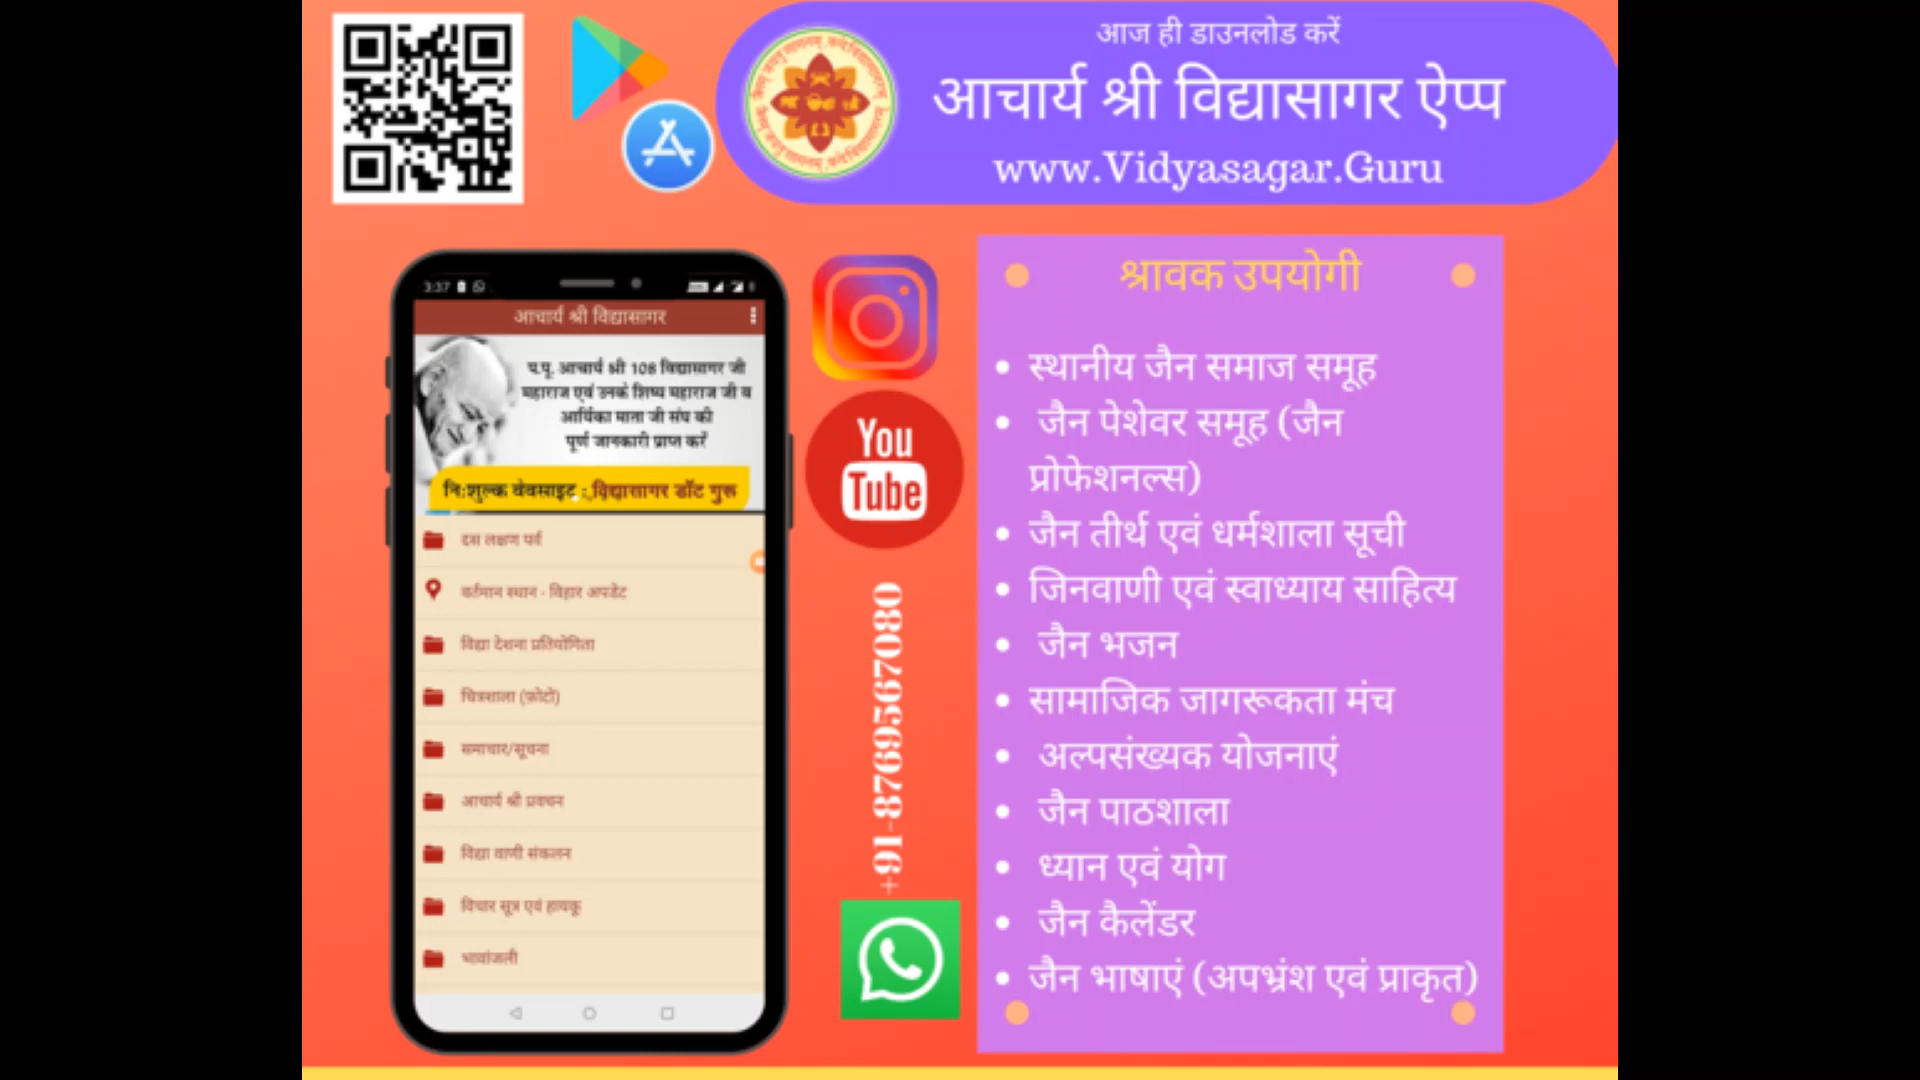 आज ही डाउनलोड करें
आचार्य श्री विद्यासागर ऐप्प
www.Vidyasagar.Guru
3:37
आचार्य श्री विद्यासागर
प.पू. आचार्य श्री 108 विद्यासागर जी
महाराज एवं उनके शिष्य महाराज जी व
आर्यिका माता जी संघ की
पूर्ण जानकारी प्राप्त करें
नि:शुल्क वेबसाइट : विद्यासागर डॉट गुरू
दस लक्षण पर्व
वर्तमान स्थान - विहार अपडेट
विद्या देशना प्रतियोगिता
चित्रशाला (फ़ोटो)
समाचार/सूचना
आचार्य श्री प्रवचन
विद्या वाणी संकलन
विचार सूत्र एवं हायकू
भावांजली
You
Tube
+91-8769567080
श्रावक उपयोगी
• स्थानीय जैन समाज समूह
• जैन पेशेवर समूह (जैन
प्रोफेशनल्स)
• जैन तीर्थ एवं धर्मशाला सूची
• जिनवाणी एवं स्वाध्याय साहित्य
• जैन भजन
• सामाजिक जागरूकता मंच
• अल्पसंख्यक योजनाएं
• जैन पाठशाला
• ध्यान एवं योग
• जैन कैलेंडर
• जैन भाषाएं (अपभ्रंश एवं प्राकृत)